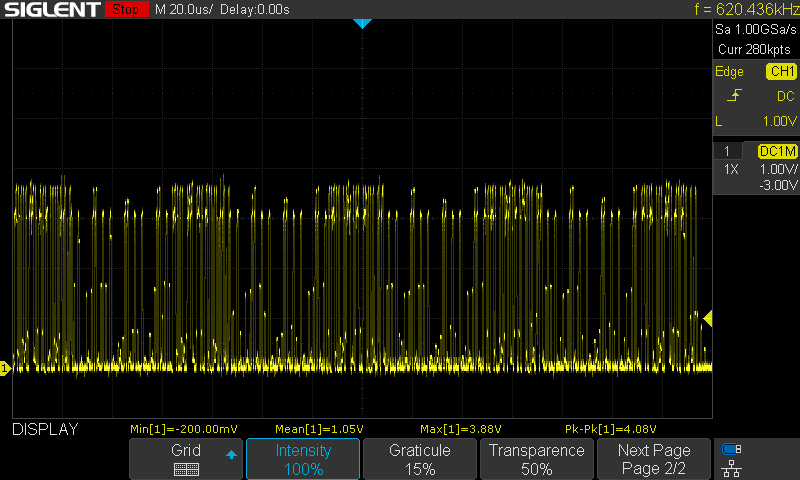 SIGLENT Stop M 20.0us/ Delay:0.00s f = 620.436kHz
Sa 1.00GSa/s
Curr 280kpts
Edge CH1
DC
L 1.00V
1 DC1M
1X 1.00V/
-3.00V
1
DISPLAY Min[1]=-200.00mV Mean[1]=1.05V Max[1]=3.88V Pk-Pk[1]=4.08V
Grid Intensity Graticule Transparence Next Page
100% 15% 50% Page 2/2